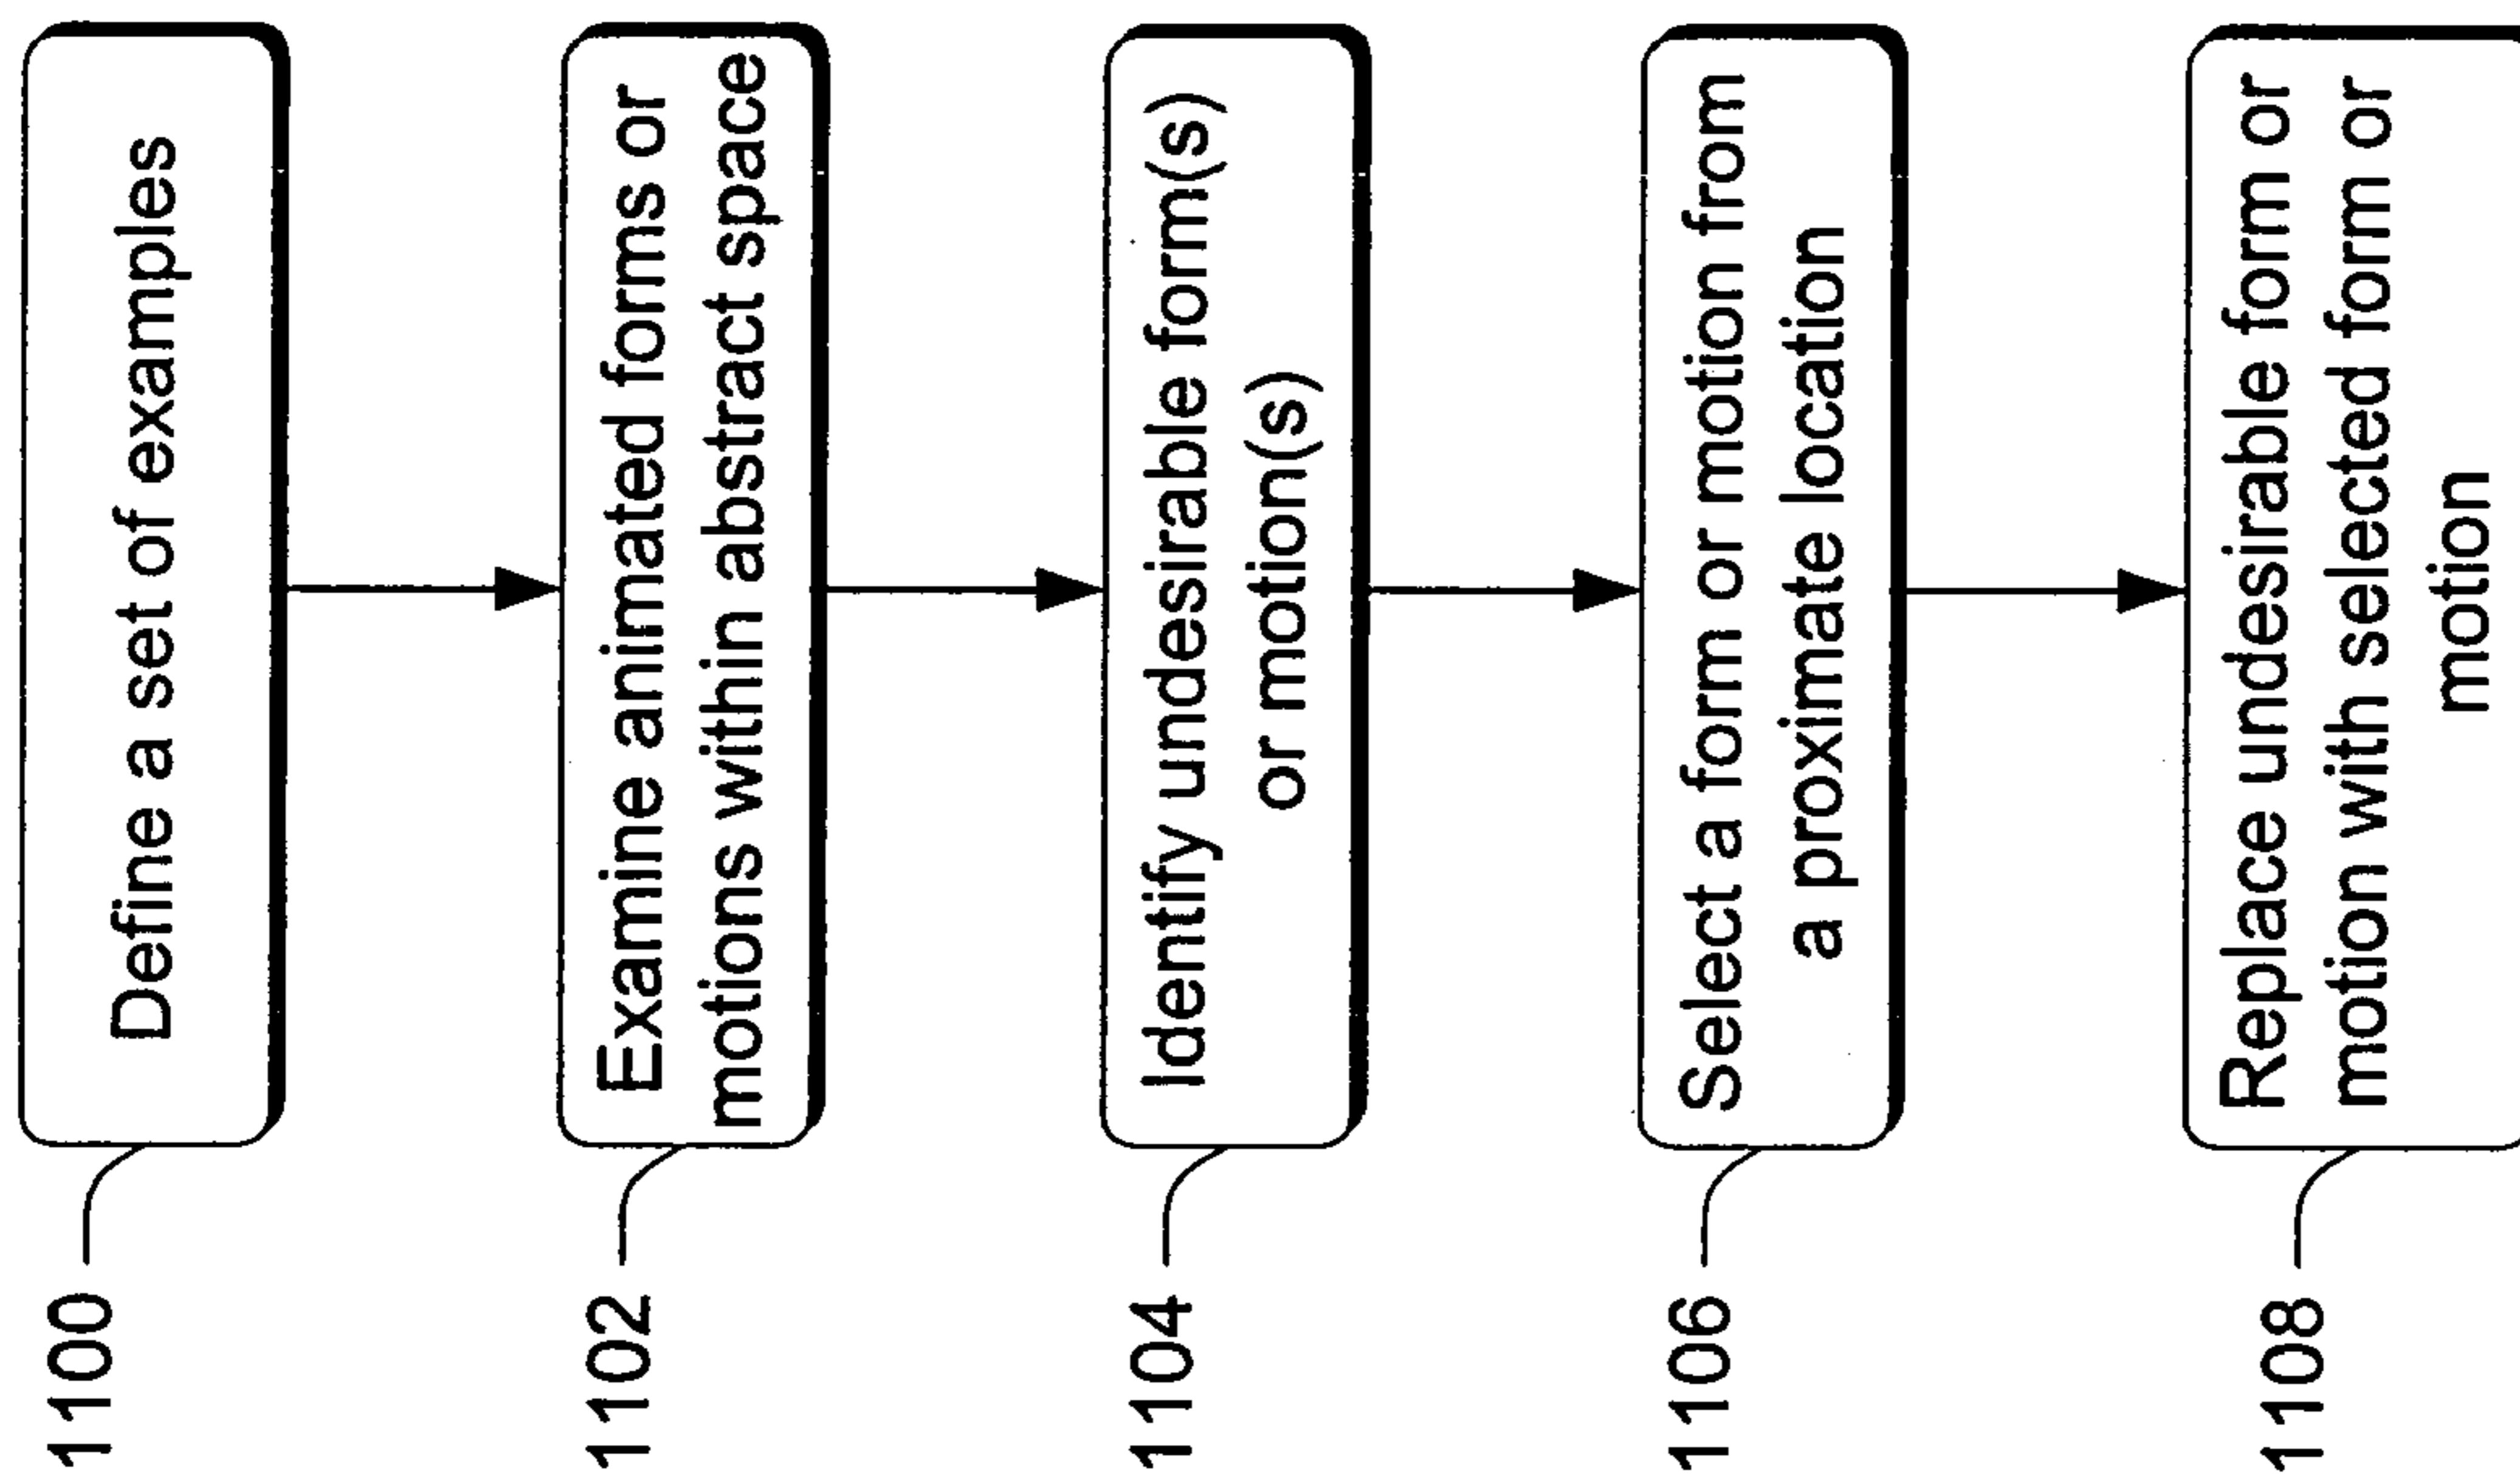 1100
Define a set of examples
1102
Examine animated forms or
motions within abstract space
1104
Identify undesirable form(s)
or motion(s)
1106
Select a form or motion from
a proximate location
1108
Replace undesirable form or
motion with selected form or
motion